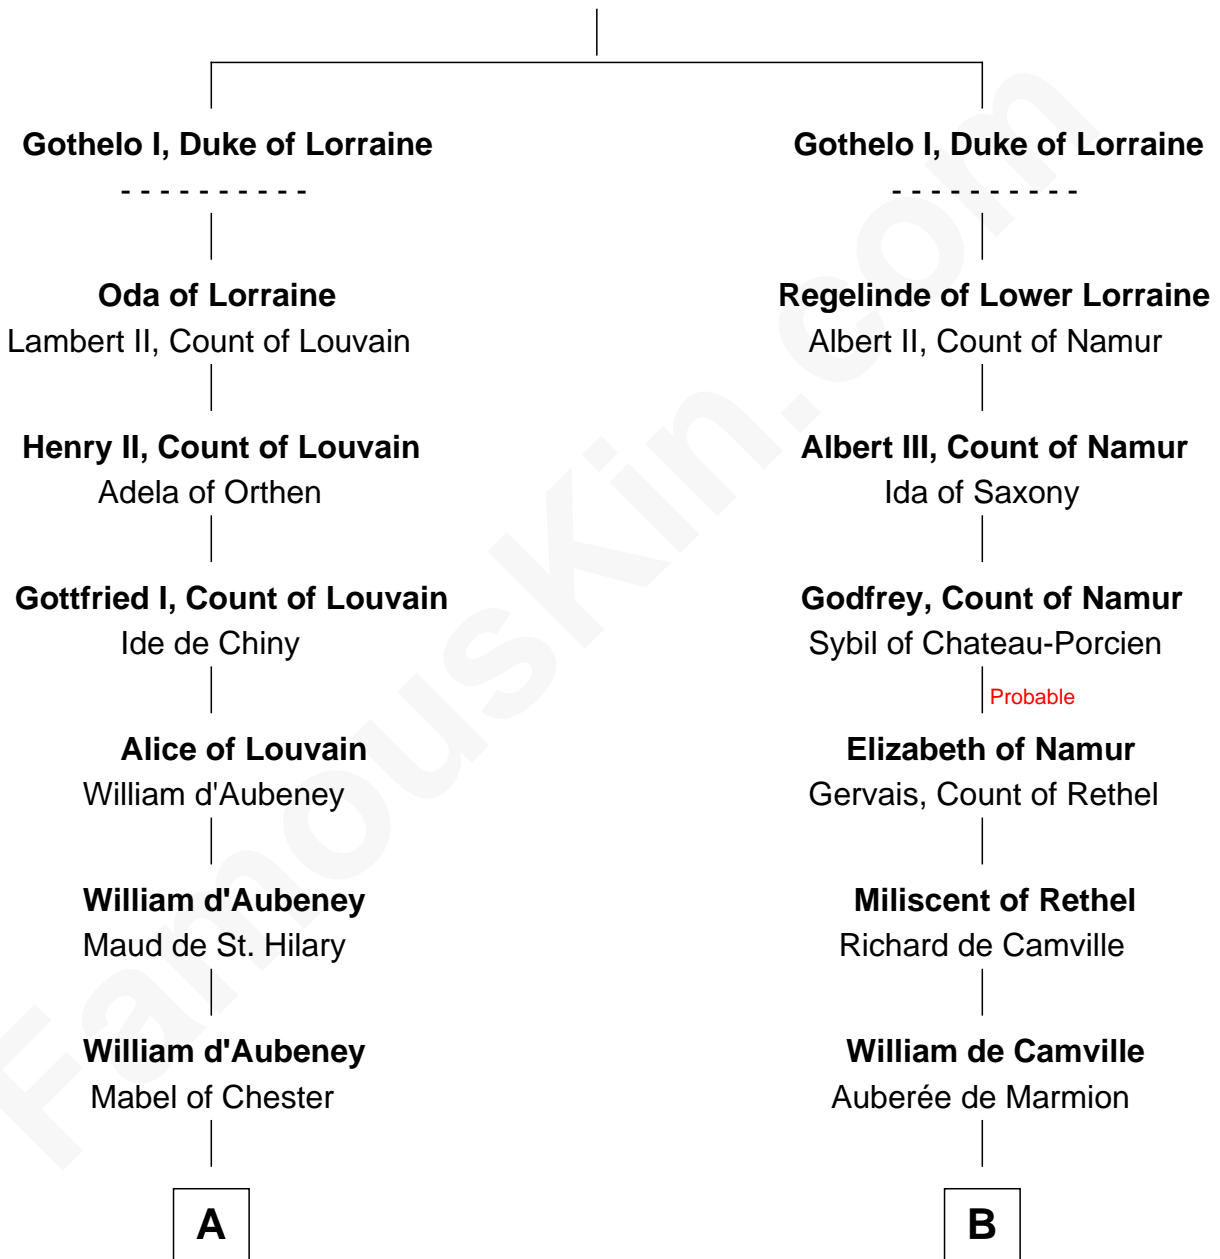 Gothelo I, Duke of Lorraine
- - - - - - - - - -
Oda of Lorraine
Lambert II, Count of Louvain
Henry II, Count of Louvain
Adela of Orthen
Gottfried I, Count of Louvain
Ide de Chiny
Alice of Louvain
William d'Aubeney
William d'Aubeney
Maud de St. Hilary
William d'Aubeney
Mabel of Chester
A
Gothelo I, Duke of Lorraine
- - - - - - - - - -
Regelinde of Lower Lorraine
Albert II, Count of Namur
Albert III, Count of Namur
Ida of Saxony
Godfrey, Count of Namur
Sybil of Chateau-Porcien
Probable
Elizabeth of Namur
Gervais, Count of Rethel
Miliscent of Rethel
Richard de Camville
William de Camville
Auberée de Marmion
B
FamousKin.com